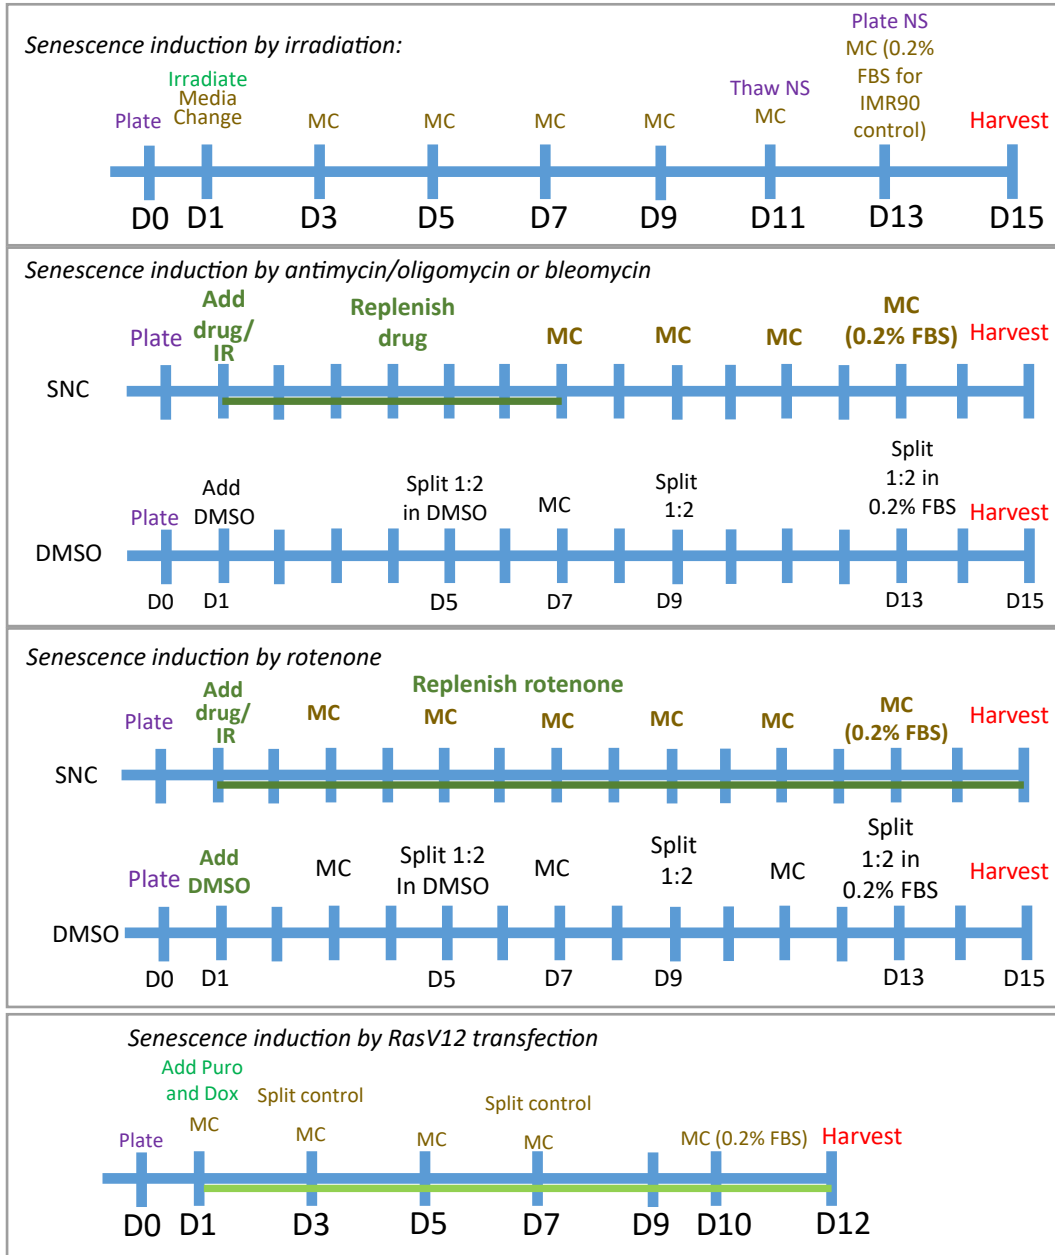 Senescence induction by irradiation:
Plate
Irradiate
Media
Change
MC
MC
MC
MC
Thaw NS
MC
Plate NS
MC (0.2%
FBS for
IMR90
control)
Harvest
D0
D1
D3
D5
D7
D9
D11
D13
D15
Senescence induction by antimycin/oligomycin or bleomycin
SNC
Plate
Add
drug/
IR
Replenish
drug
MC
MC
MC
MC
(0.2% FBS)
Harvest
DMSO
Plate
Add
DMSO
Split 1:2
in DMSO
MC
Split
1:2
Split
1:2 in
0.2% FBS
Harvest
D0
D1
D5
D7
D9
D13
D15
Senescence induction by rotenone
Replenish rotenone
SNC
Plate
Add
drug/
IR
MC
MC
MC
MC
MC
MC
(0.2% FBS)
Harvest
DMSO
Plate
Add
DMSO
MC
Split 1:2
In DMSO
MC
Split
1:2
MC
Split
1:2 in
0.2% FBS
Harvest
D0
D1
D5
D7
D9
D13
D15
Senescence induction by RasV12 transfection
Plate
Add Puro
and Dox
MC
Split control
MC
MC
Split control
MC
MC (0.2% FBS)
Harvest
D0
D1
D3
D5
D7
D9
D10
D12